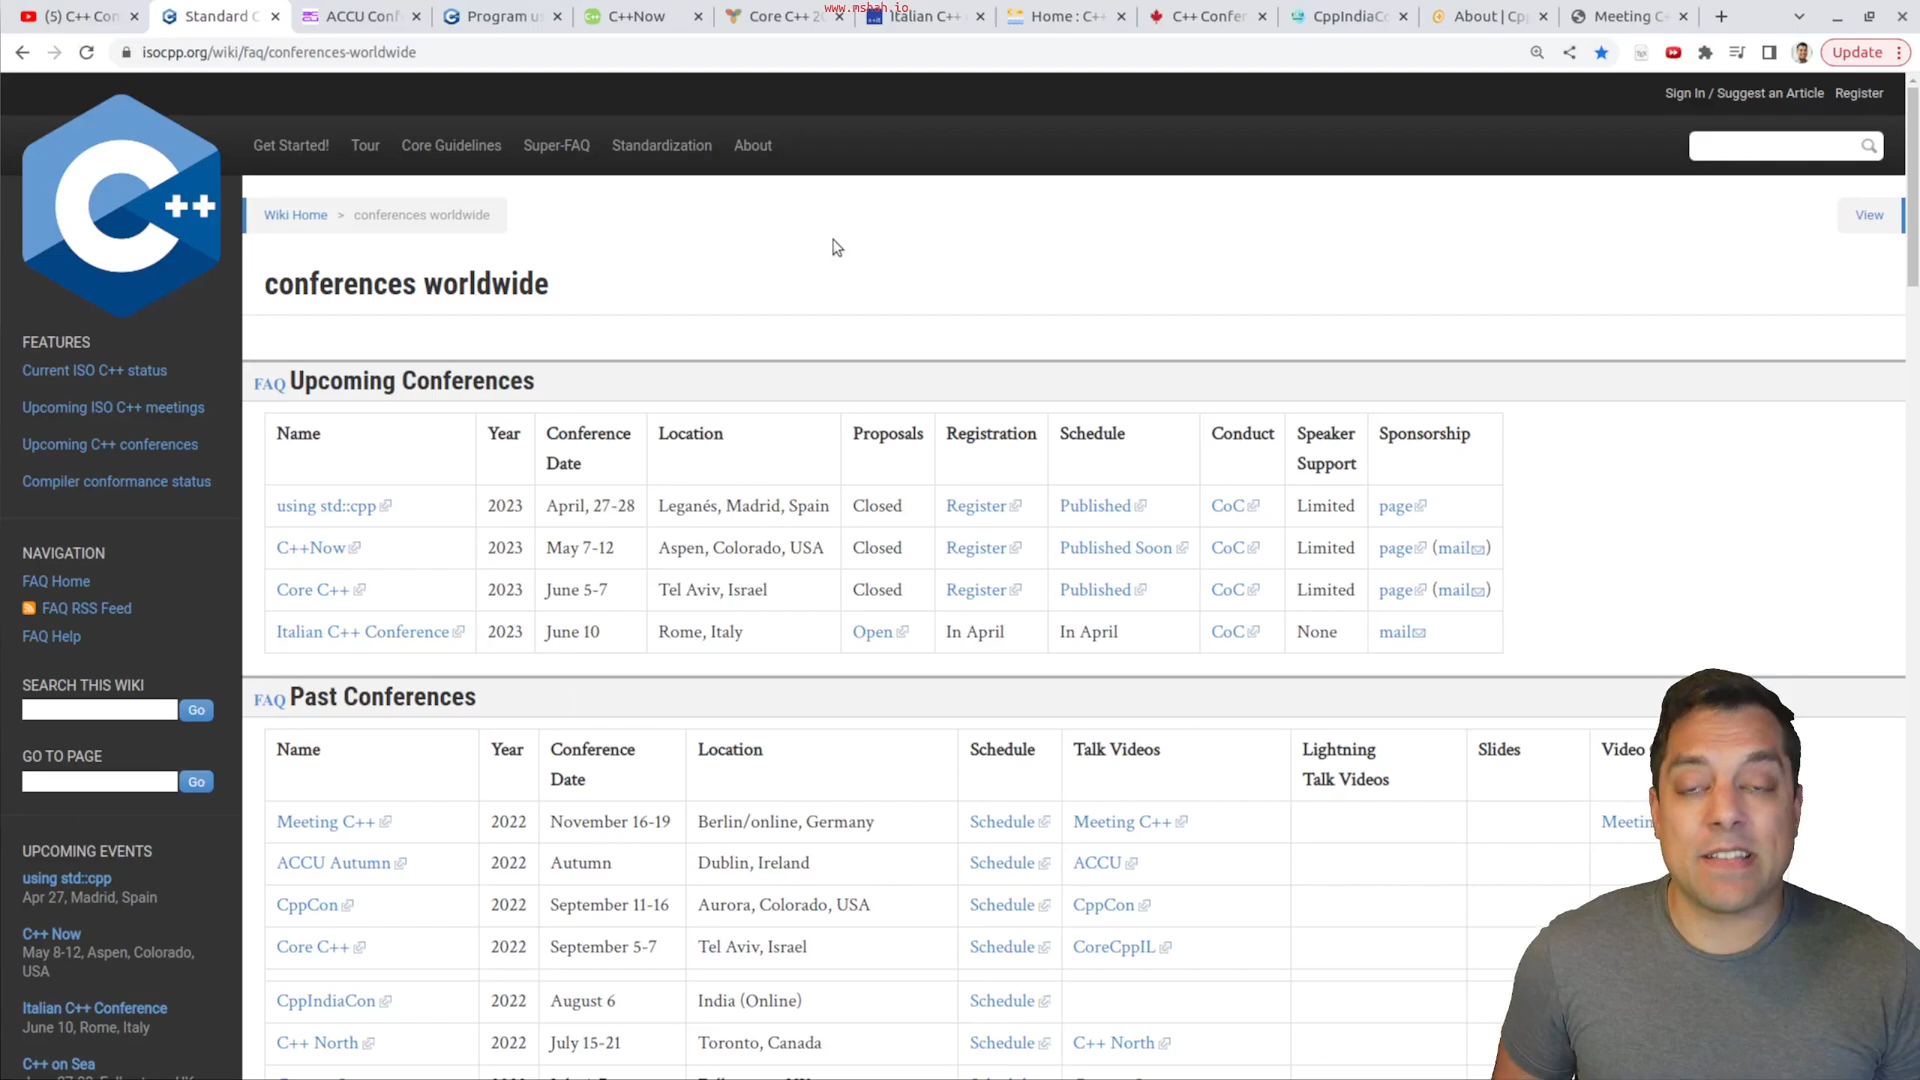 www.mshah.io
(5) C++ Con
Standard C
ACCU Conf
Program us
C++Now
Core C++ 20
Italian C++
Home : C++
C++ Confer
CppIndiaCo
About | Cpp
Meeting C
isocpp.org/wiki/faq/conferences-worldwide
Update
Sign In / Suggest an Article Register
Get Started! Tour Core Guidelines Super-FAQ Standardization About
C ++
Wiki Home > conferences worldwide
View
conferences worldwide
FEATURES
Current ISO C++ status
Upcoming ISO C++ meetings
Upcoming C++ conferences
Compiler conformance status
NAVIGATION
FAQ Home
FAQ RSS Feed
FAQ Help
SEARCH THIS WIKI
Go
GO TO PAGE
Go
UPCOMING EVENTS
using std::cpp
Apr 27, Madrid, Spain
C++ Now
May 8-12, Aspen, Colorado,
USA
Italian C++ Conference
June 10, Rome, Italy
C++ on Sea
FAQ Upcoming Conferences
Name Year Conference Date Location Proposals Registration Schedule Conduct Speaker Support Sponsorship
using std::cpp 2023 April, 27-28 Leganés, Madrid, Spain Closed Register Published CoC Limited page
C++Now 2023 May 7-12 Aspen, Colorado, USA Closed Register Published Soon CoC Limited page (mail)
Core C++ 2023 June 5-7 Tel Aviv, Israel Closed Register Published CoC Limited page (mail)
Italian C++ Conference 2023 June 10 Rome, Italy Open In April In April CoC None mail
FAQ Past Conferences
Name Year Conference Date Location Schedule Talk Videos Lightning Talk Videos Slides Video
Meeting C++ 2022 November 16-19 Berlin/online, Germany Schedule Meeting C++ Meetin
ACCU Autumn 2022 Autumn Dublin, Ireland Schedule ACCU
CppCon 2022 September 11-16 Aurora, Colorado, USA Schedule CppCon
Core C++ 2022 September 5-7 Tel Aviv, Israel Schedule CoreCppIL
CppIndiaCon 2022 August 6 India (Online) Schedule
C++ North 2022 July 15-21 Toronto, Canada Schedule C++ North